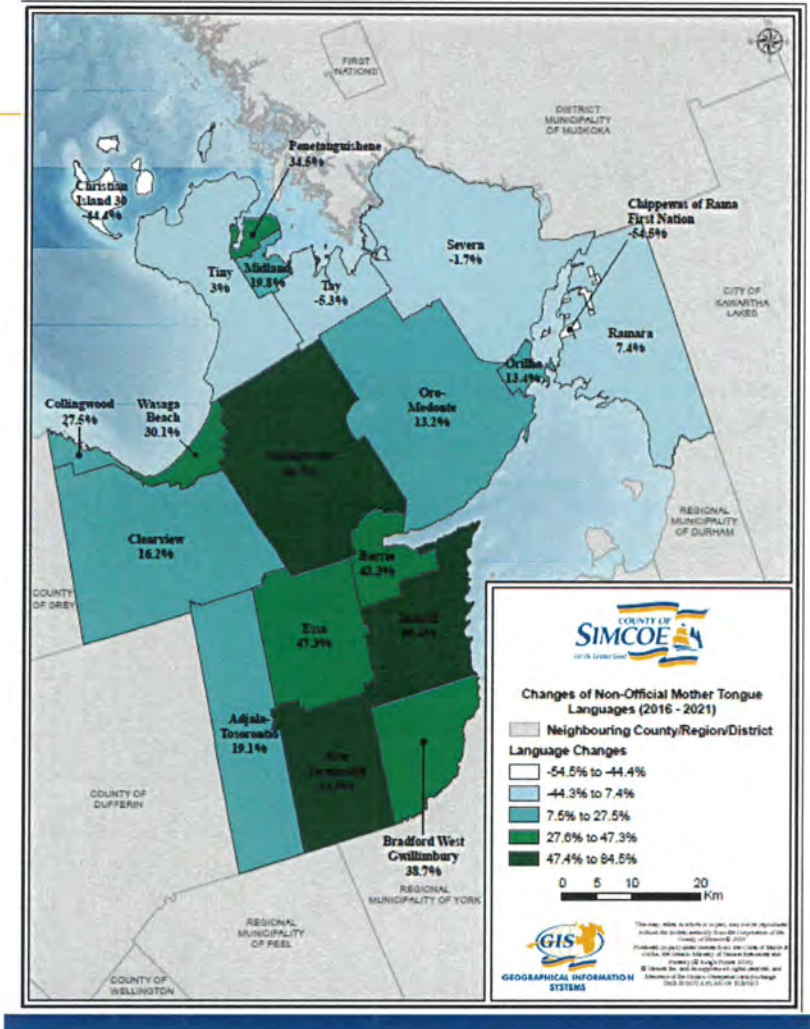 FIRST
NATIONS
DISTRICT
MUNICIPALITY
OF MUSKOKA
Penetanguishene
34.6%
Christian
Island 30
-44.4%
Chippewas of Rama
First Nation
-54.5%
Severn
-1.7%
Tiny
3%
Midland
19.8%
Tay
-5.3%
CITY OF
KAWARTHA
LAKES
Ramara
7.4%
Orillia
13.4%
Oro-
Medonte
13.2%
Collingwood
27.5%
Wasaga
Beach
30.1%
REGIONAL
MUNICIPALITY
OF DURHAM
Clearview
16.2%
Barrie
43.3%
COUNTY
OF GREY
Essa
47.3%
Adjala-
Tosorontio
19.1%
COUNTY OF
DUFFERIN
Bradford West
Gwillimbury
38.7%
REGIONAL
MUNICIPALITY OF YORK
REGIONAL
MUNICIPALITY
OF PEEL
COUNTY OF
WELLINGTON
COUNTY OF
SIMCOE
For the Greater Good
Changes of Non-Official Mother Tongue
Languages (2016 - 2021)
Neighbouring County/Region/District
Language Changes
-54.5% to -44.4%
-44.3% to 7.4%
7.5% to 27.5%
27.6% to 47.3%
47.4% to 84.5%
0 5 10 20
Km
GIS
GEOGRAPHICAL INFORMATION
SYSTEMS